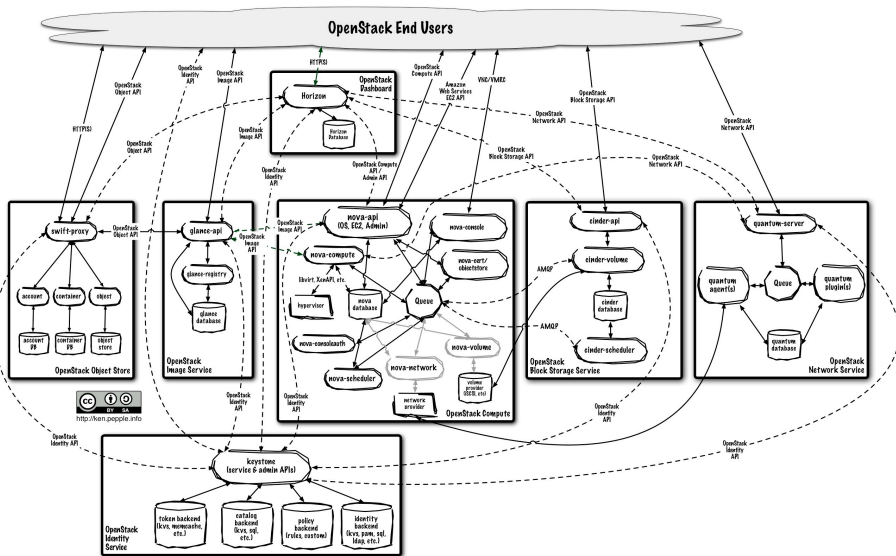 OpenStack End Users
HTTP(S)
OpenStack
Object API
OpenStack
Identity
API
OpenStack
Image API
HTTP(S)
OpenStack
Compute API
Amazon
Web Services
EC2 API
VNC/VMRC
OpenStack
Block Storage API
OpenStack
Network API
OpenStack
Dashboard
Horizon
Horizon
Database
OpenStack
Object API
OpenStack
Image API
OpenStack
Identity
API
OpenStack Compute
API /
Admin API
OpenStack
Block Storage API
OpenStack
Network API
OpenStack
Network API
swift-proxy
account
container
object
account
DB
container
DB
object
store
OpenStack Object Store
OpenStack
Object API
glance-api
glance-registry
glance
database
OpenStack
Image Service
OpenStack
Image API
OpenStack
Image API
nova-api
(OS, EC2, Admin)
nova-console
nova-compute
nova-cert/
objectstore
libvirt, XenAPI, etc.
hypervisor
nova
database
Queue
nova-consoleauth
nova-volume
nova-network
nova-scheduler
volume
provider
(iSCSI, etc)
network
provider
OpenStack Compute
AMQP
AMQP
cinder-api
cinder-volume
cinder
database
cinder-scheduler
OpenStack
Block Storage Service
quantum-server
quantum
agent(s)
Queue
quantum
plugin(s)
quantum
database
OpenStack
Network Service
cc
BY SA
http://ken.pepple.info
OpenStack
Identity
API
OpenStack
Identity
API
OpenStack
Identity
API
OpenStack
Identity
API
OpenStack
Identity
API
keystone
(service & admin APIs)
token backend
(kvs, memcache,
etc.)
catalog
backend
(kvs, sql,
etc.)
policy
backend
(rules, custom)
identity
backend
(kvs, pam, sql,
ldap, etc.)
OpenStack
Identity
Service